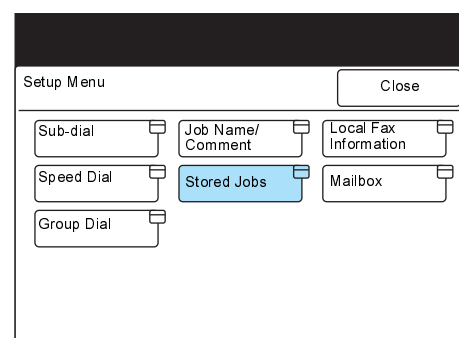 Setup Menu
Close
Sub-dial
Job Name/
Comment
Local Fax
Information
Speed Dial
Stored Jobs
Mailbox
Group Dial